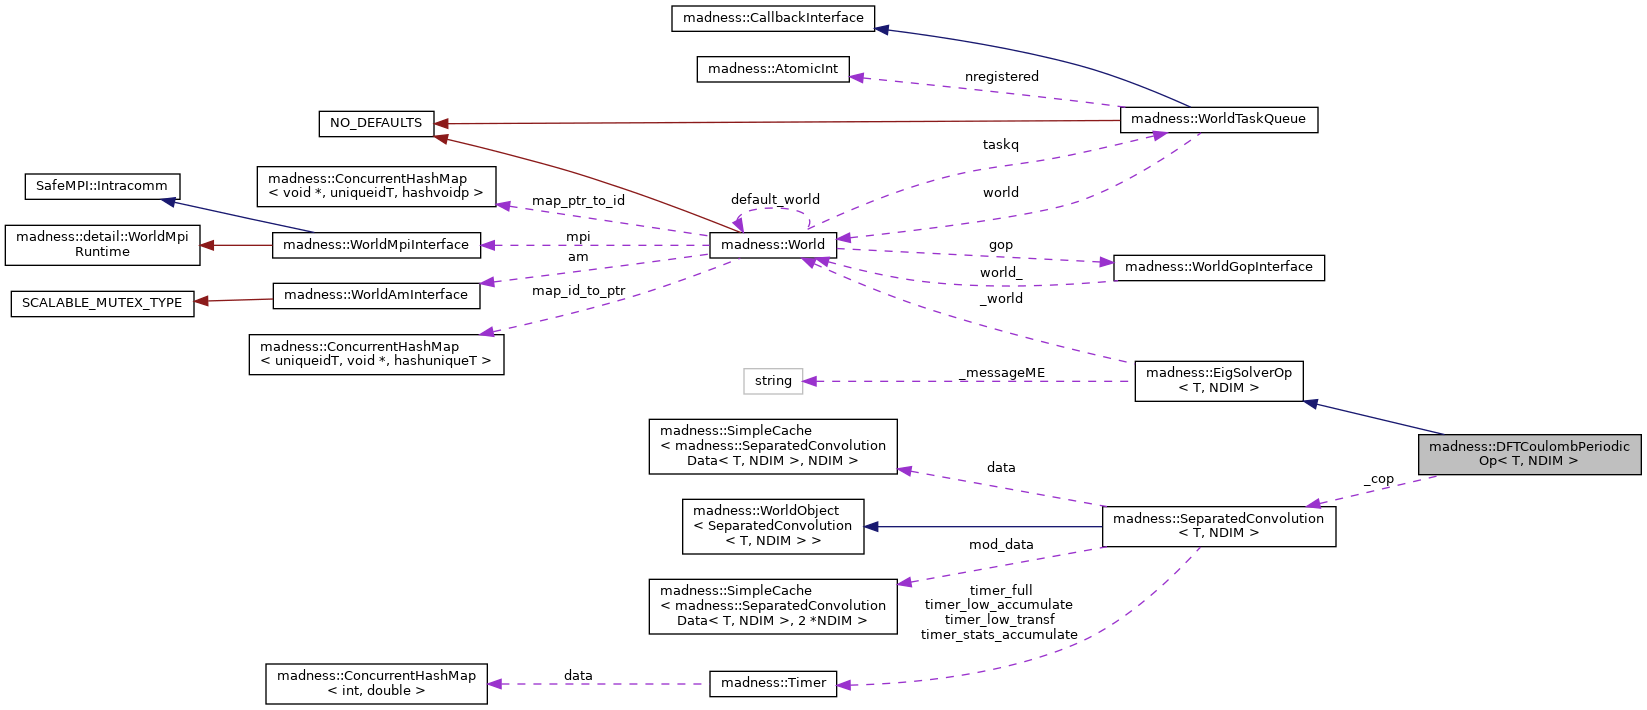 madness::CallbackInterface
madness::AtomicInt
nregistered
NO_DEFAULTS
madness::WorldTaskQueue
taskq
madness::ConcurrentHashMap
< void *, uniqueidT, hashvoidp >
SafeMPI::Intracomm
world
default_world
map_ptr_to_id
madness::detail::WorldMpi
Runtime
madness::WorldMpiInterface
mpi
madness::World
gop
am
madness::WorldGopInterface
world_
SCALABLE_MUTEX_TYPE
madness::WorldAmInterface
map_id_to_ptr
_world
madness::ConcurrentHashMap
< uniqueidT, void *, hashuniqueT >
string
_messageME
madness::EigSolverOp
< T, NDIM >
madness::SimpleCache
< madness::SeparatedConvolution
Data< T, NDIM >, NDIM >
data
madness::DFTCoulombPeriodic
Op< T, NDIM >
_cop
madness::WorldObject
< SeparatedConvolution
< T, NDIM > >
madness::SeparatedConvolution
< T, NDIM >
mod_data
madness::SimpleCache
< madness::SeparatedConvolution
Data< T, NDIM >, 2 *NDIM >
timer_full
timer_low_accumulate
timer_low_transf
timer_stats_accumulate
madness::ConcurrentHashMap
< int, double >
data
madness::Timer